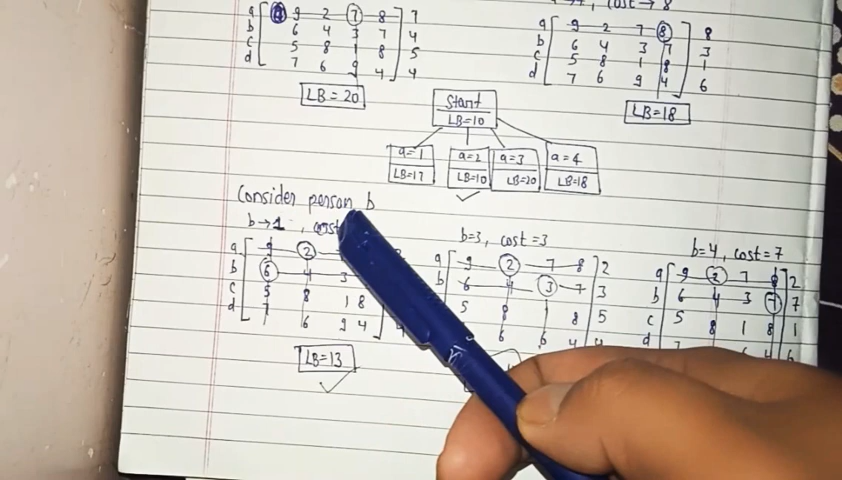 cost → 8
a 9 2 7 8 7
b 6 4 3 7 4
c 5 8 1 8 5
d 7 6 9 4 4
LB=20
a 9 2 7 8 8
b 6 4 3 7 3
c 5 8 1 8 1
d 7 6 9 4 6
LB=18
Start
LB=10
a=1 a=2 a=3 a=4
LB=17 LB=10 LB=20 LB=18
Consider person b
b→1, cost
a 9 2
b 6 4 3
c 5 8 1 8
d 7 6 9 4
LB=13
b=3, cost=3
a 9 2 7 8 2
b 6 4 3 7 3
5 8 1 8 5
6
b=4, cost=7
a 9 2 7 8 2
b 6 4 3 7 7
c 5 8 1 8 1
d 7 6 4 6